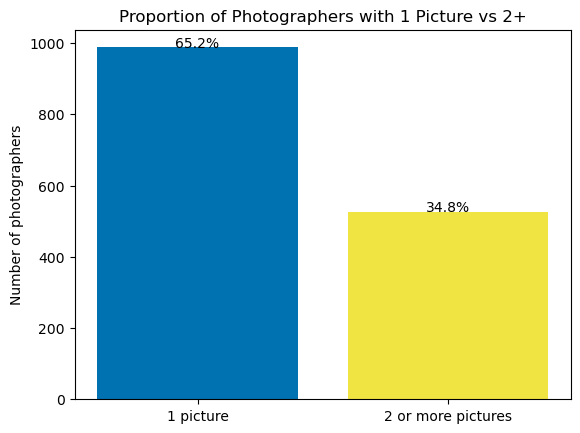 Proportion of Photographers with 1 Picture vs 2+
Number of photographers
1000
800
600
400
200
0
65.2%
34.8%
1 picture
2 or more pictures